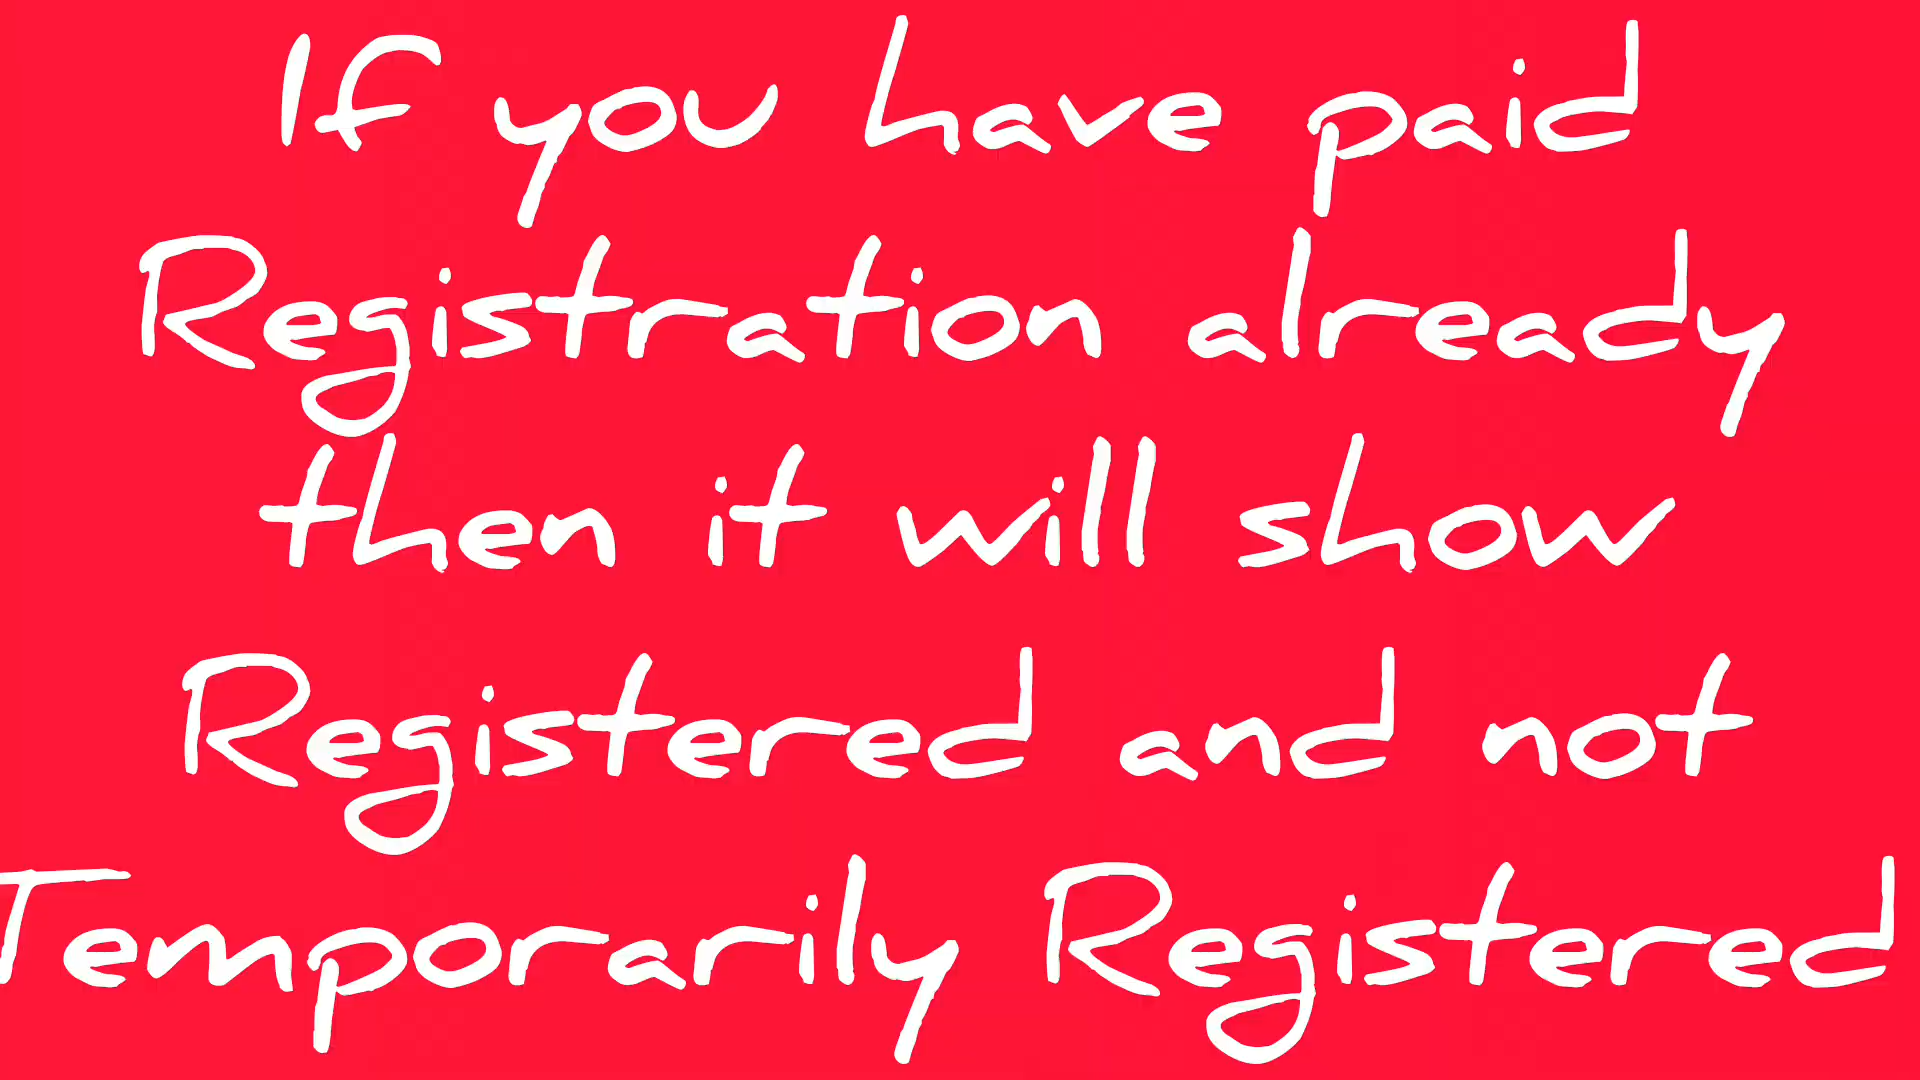 If you have paid
Registration already
then it will show
Registered and not
Temporarily Registered